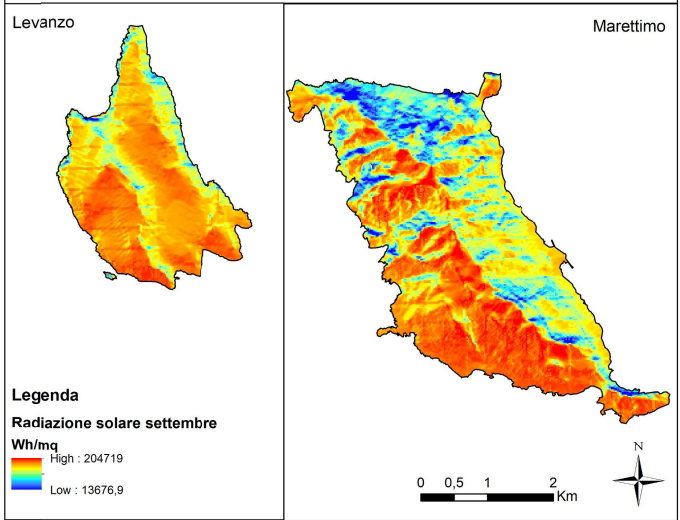 Levanzo
Marettimo
Legenda
Radiazione solare settembre
Wh/mq
High : 204719
Low : 13676,9
N
0 0,5 1 2
Km